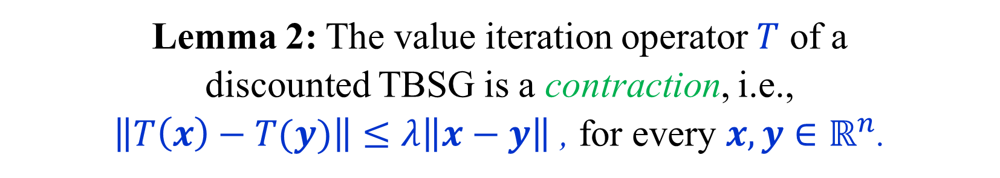 Lemma 2: The value iteration operator T of a
discounted TBSG is a contraction, i.e.,
‖T(x) − T(y)‖ ≤ λ‖x − y‖ , for every x, y ∈ ℝⁿ.